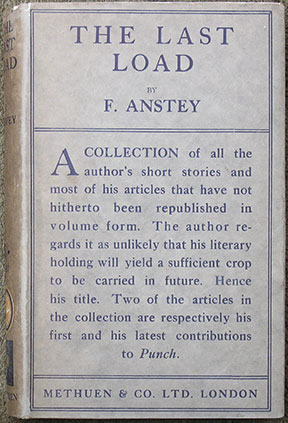 THE LAST
LOAD
BY
F. ANSTEY
A COLLECTION of all the
author's short stories and
most of his articles that have not
hitherto been republished in
volume form. The author re-
gards it as unlikely that his literary
holding will yield a sufficient crop
to be carried in future. Hence
his title. Two of the articles in
the collection are respectively his
first and his latest contributions
to Punch.
METHUEN & CO. LTD. LONDON
LOAD